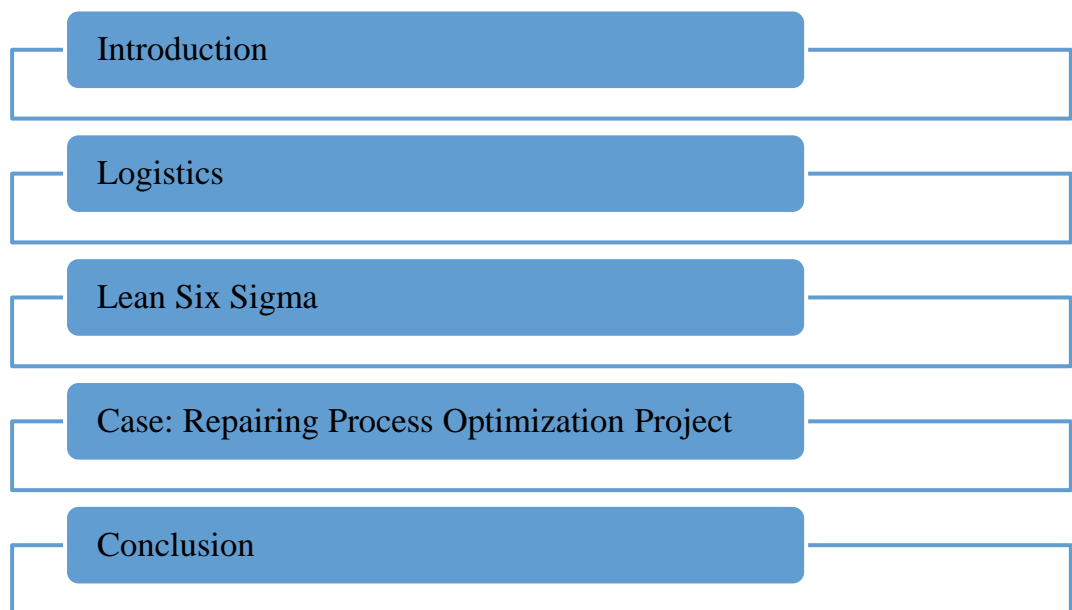 Introduction
Logistics
Lean Six Sigma
Case: Repairing Process Optimization Project
Conclusion